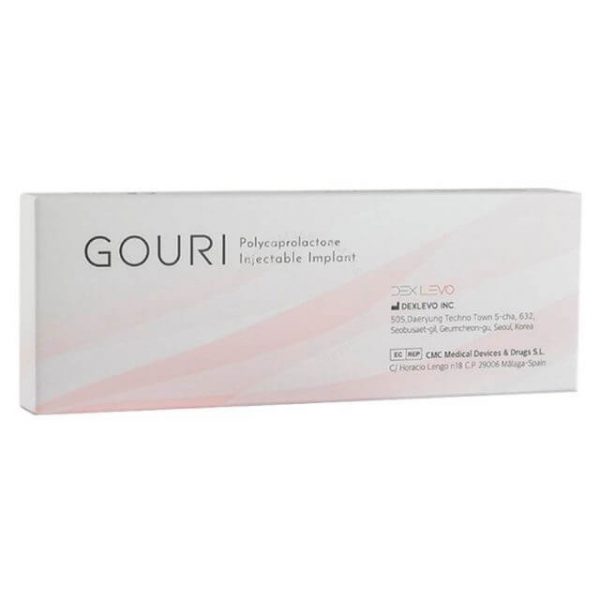 GOURI
Polycaprolactone
Injectable Implant
DEXLEVO
DEXLEVO INC.
505, Daeryung Techno Town 5-cha, 632,
Seobusaet-gil, Geumcheon-gu, Seoul, Korea
EC REP CMC Medical Devices & Drugs S.L.
C/ Horacio Lengo n18 C.P 29006 Málaga-Spain